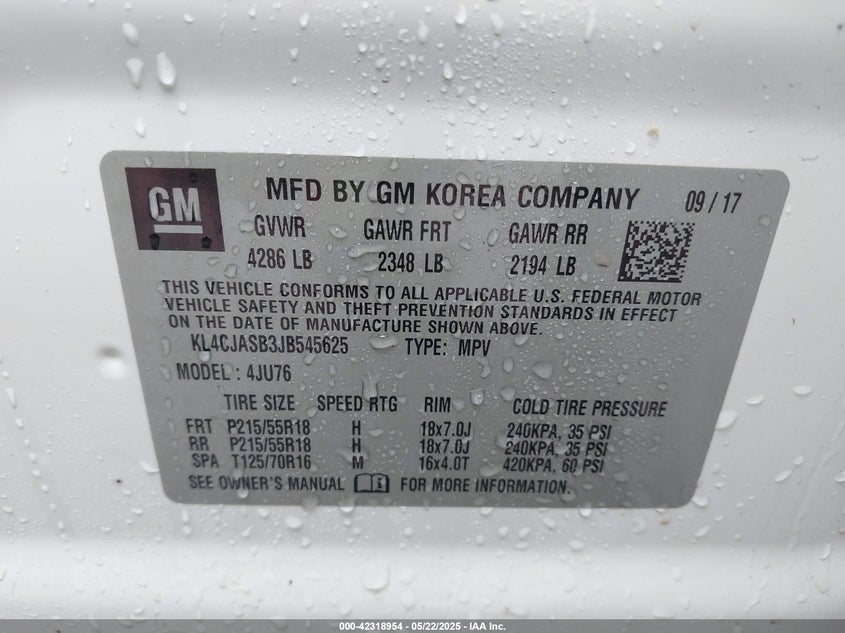 GM
MFD BY GM KOREA COMPANY 09 / 17
GVWR GAWR FRT GAWR RR
4286 LB 2348 LB 2194 LB
THIS VEHICLE CONFORMS TO ALL APPLICABLE U.S. FEDERAL MOTOR
VEHICLE SAFETY AND THEFT PREVENTION STANDARDS IN EFFECT
ON THE DATE OF MANUFACTURE SHOWN ABOVE.
KL4CJASB3JB545625 TYPE: MPV
MODEL : 4JU76
TIRE SIZE SPEED RTG RIM COLD TIRE PRESSURE
FRT P215/55R18 H 18x7.0J 240KPA, 35 PSI
RR P215/55R18 H 18x7.0J 240KPA, 35 PSI
SPA T125/70R16 M 16x4.0T 420KPA, 60 PSI
SEE OWNER'S MANUAL FOR MORE INFORMATION.
000-42318954 - 05/22/2025 - IAA Inc.